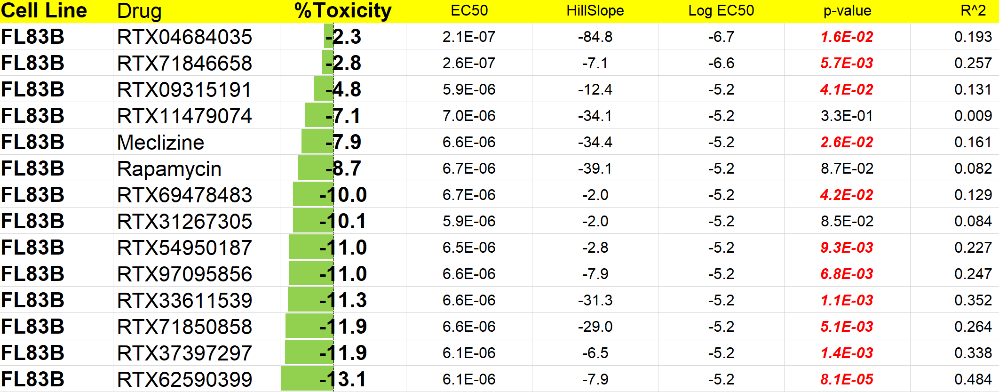 Cell Line Drug %Toxicity EC50 HillSlope Log EC50 p-value R^2
FL83B RTX04684035 -2.3 2.1E-07 -84.8 -6.7 1.6E-02 0.193
FL83B RTX71846658 -2.8 2.6E-07 -7.1 -6.6 5.7E-03 0.257
FL83B RTX09315191 -4.8 5.9E-06 -12.4 -5.2 4.1E-02 0.131
FL83B RTX11479074 -7.1 7.0E-06 -34.1 -5.2 3.3E-01 0.009
FL83B Meclizine -7.9 6.6E-06 -34.4 -5.2 2.6E-02 0.161
FL83B Rapamycin -8.7 6.7E-06 -39.1 -5.2 8.7E-02 0.082
FL83B RTX69478483 -10.0 6.7E-06 -2.0 -5.2 4.2E-02 0.129
FL83B RTX31267305 -10.1 5.9E-06 -2.0 -5.2 8.5E-02 0.084
FL83B RTX54950187 -11.0 6.5E-06 -2.8 -5.2 9.3E-03 0.227
FL83B RTX97095856 -11.0 6.6E-06 -7.9 -5.2 6.8E-03 0.247
FL83B RTX33611539 -11.3 6.6E-06 -31.3 -5.2 1.1E-03 0.352
FL83B RTX71850858 -11.9 6.6E-06 -29.0 -5.2 5.1E-03 0.264
FL83B RTX37397297 -11.9 6.1E-06 -6.5 -5.2 1.4E-03 0.338
FL83B RTX62590399 -13.1 6.1E-06 -7.9 -5.2 8.1E-05 0.484